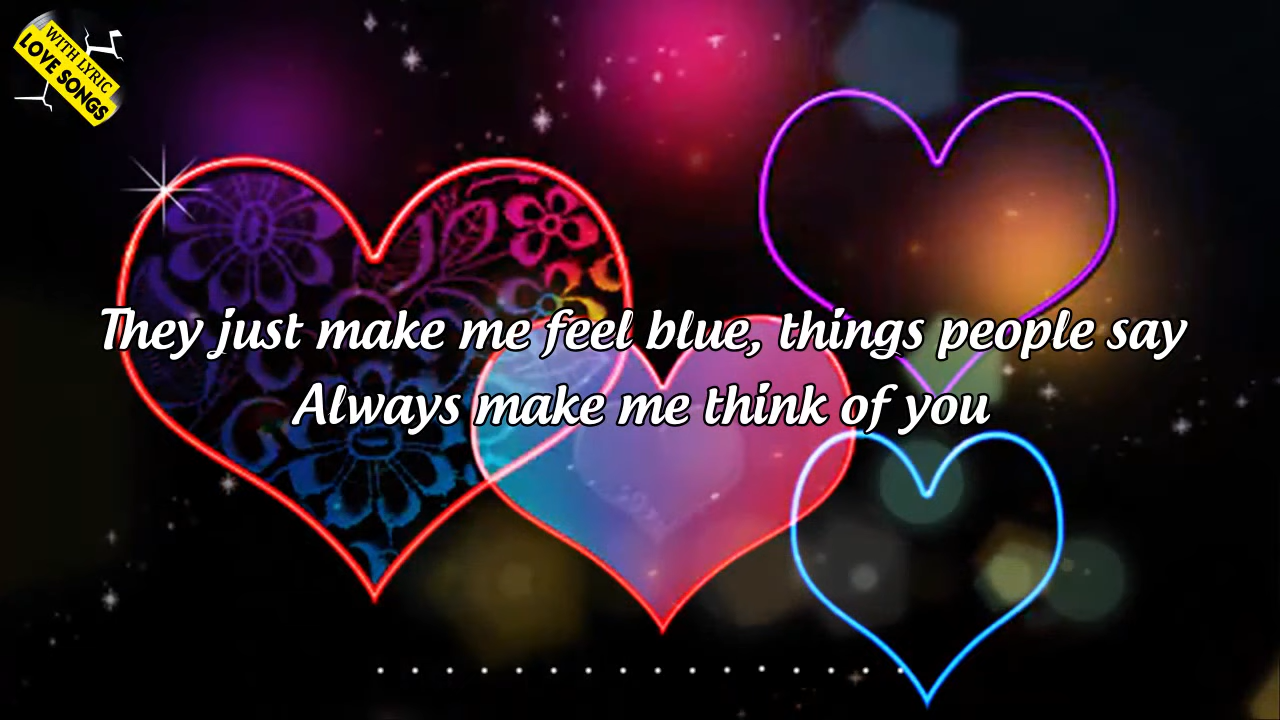 WITH LYRIC
LOVE SONGS
They just make me feel blue, things people say
Always make me think of you